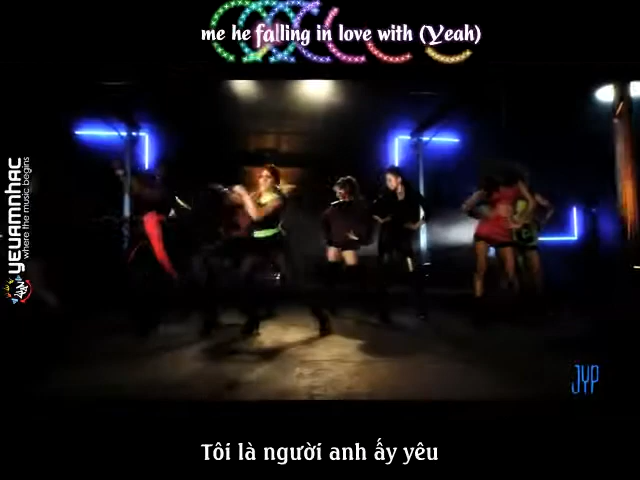 me he falling in love with (Yeah)
YEUAMNHAC
where the music begins
JYP
Tôi là người anh ấy yêu